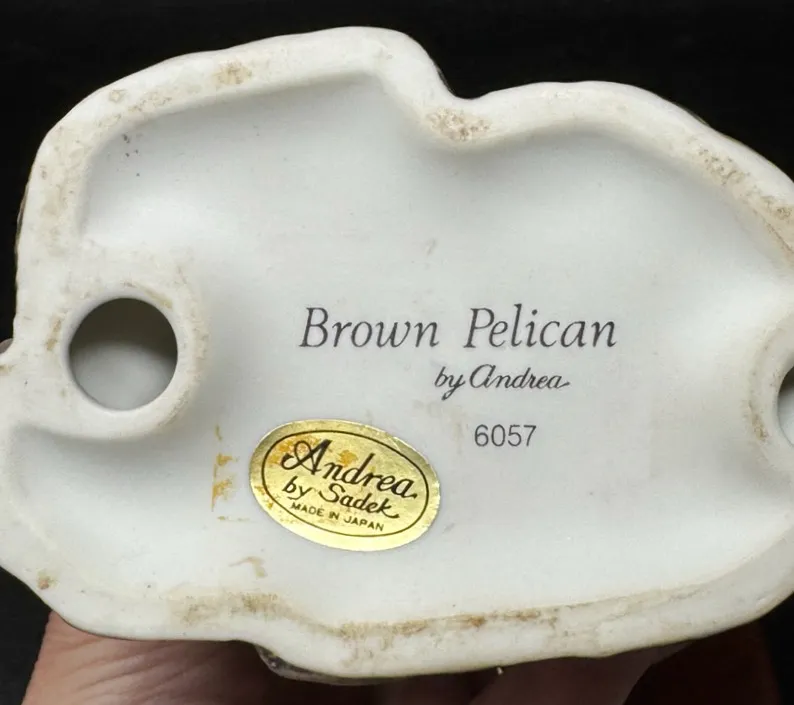 Brown Pelican
by Andrea
6057
Andrea
by Sadek
MADE IN JAPAN